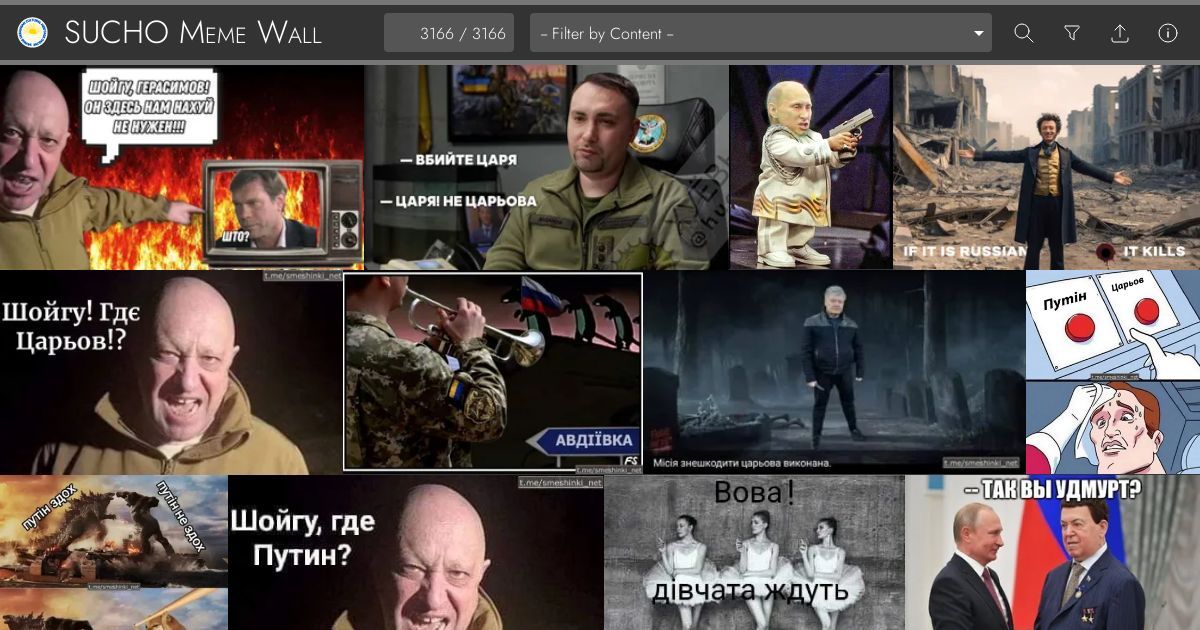 SUCHO MEME WALL
3166 / 3166
-- Filter by Content --
ШОЙГУ, ГЕРАСИМОВ!
ОН ЗДЕСЬ НАМ НАХУЙ
НЕ НУЖЕН!!!
ШТО?
— ВБИЙТЕ ЦАРЯ
— ЦАРЯ! НЕ ЦАРЬОВА
IF IT IS RUSSIAN
IT KILLS
t.me/smeshinki_net
Шойгу! Гдє
Царьов!?
АВДІЇВКА
FS
t.me/smeshinki_net
Місія знешкодити царьова виконана.
t.me/smeshinki_net
Путін
Царьов
t.me/smeshinki_net
путін здох
путін не здох
t.me/smeshinki_net
t.me/smeshinki_net
Шойгу, где
Путин?
Вова!
дівчата ждуть
-- ТАК ВЫ УДМУРТ?